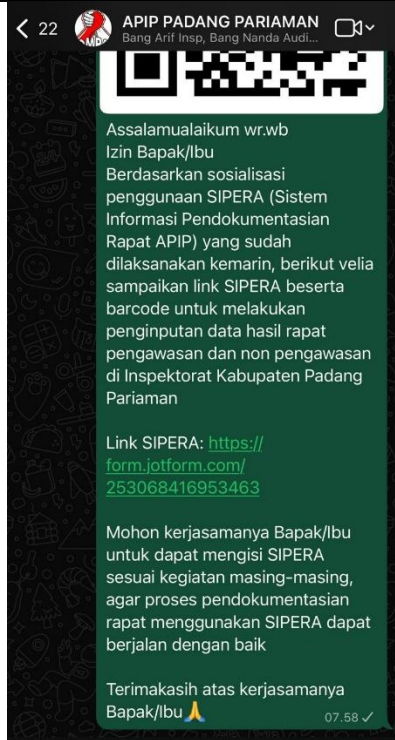 22
APIP PADANG PARIAMAN
Bang Arif Insp, Bang Nanda Audi...
Assalamualaikum wr.wb
Izin Bapak/Ibu
Berdasarkan sosialisasi
penggunaan SIPERA (Sistem
Informasi Pendokumentasian
Rapat APIP) yang sudah
dilaksanakan kemarin, berikut velia
sampaikan link SIPERA beserta
barcode untuk melakukan
penginputan data hasil rapat
pengawasan dan non pengawasan
di Inspektorat Kabupaten Padang
Pariaman
Link SIPERA: https://
form.jotform.com/
253068416953463
Mohon kerjasamanya Bapak/Ibu
untuk dapat mengisi SIPERA
sesuai kegiatan masing-masing,
agar proses pendokumentasian
rapat menggunakan SIPERA dapat
berjalan dengan baik
Terimakasih atas kerjasamanya
Bapak/Ibu🙏
07.58